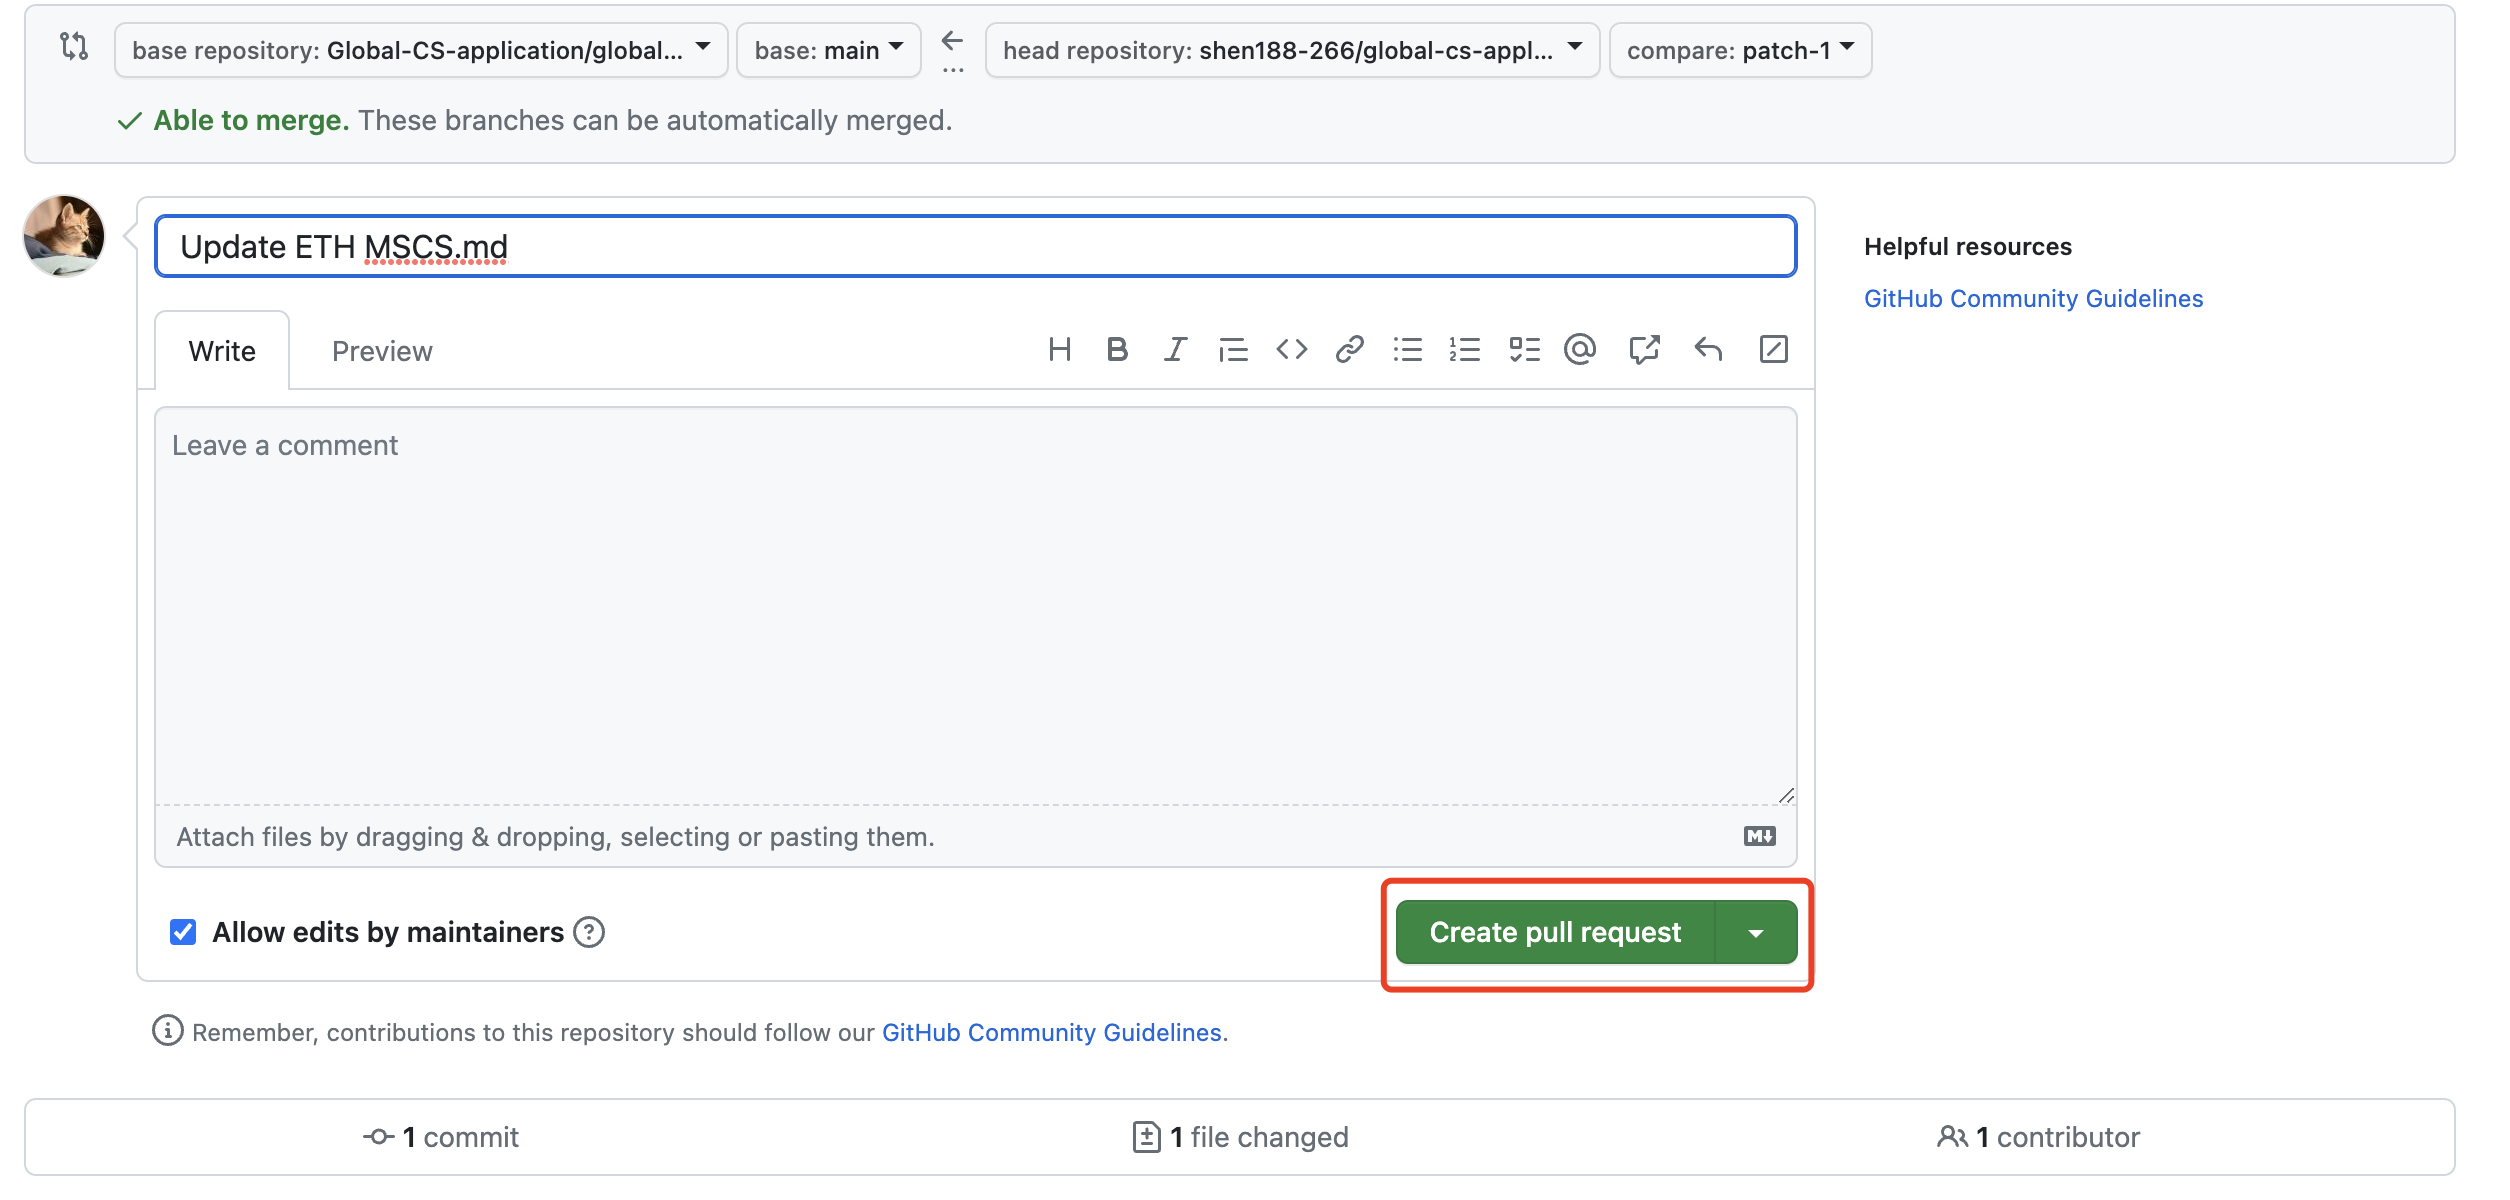 base repository: Global-CS-application/global... base: main ... head repository: shen188-266/global-cs-appl... compare: patch-1
Able to merge. These branches can be automatically merged.
Update ETH MSCS.md
Helpful resources
GitHub Community Guidelines
Write Preview
Leave a comment
Attach files by dragging & dropping, selecting or pasting them.
Allow edits by maintainers
Create pull request
Remember, contributions to this repository should follow our GitHub Community Guidelines.
1 commit 1 file changed 1 contributor